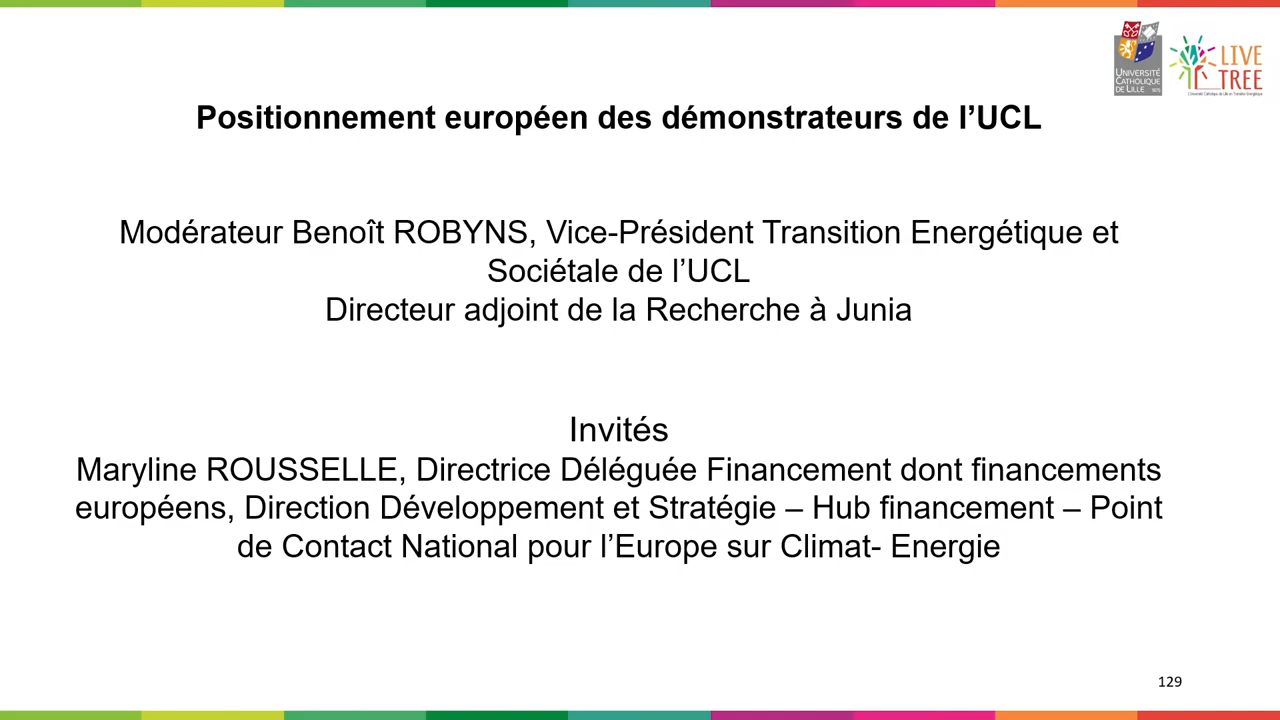 UNIVERSITÉ
CATHOLIQUE
DE LILLE
1875
LIVE
TREE
Positionnement européen des démonstrateurs de l’UCL
Modérateur Benoît ROBYNS, Vice-Président Transition Energétique et
Sociétale de l’UCL
Directeur adjoint de la Recherche à Junia
Invités
Maryline ROUSSELLE, Directrice Déléguée Financement dont financements
européens, Direction Développement et Stratégie – Hub financement – Point
de Contact National pour l’Europe sur Climat- Energie
129